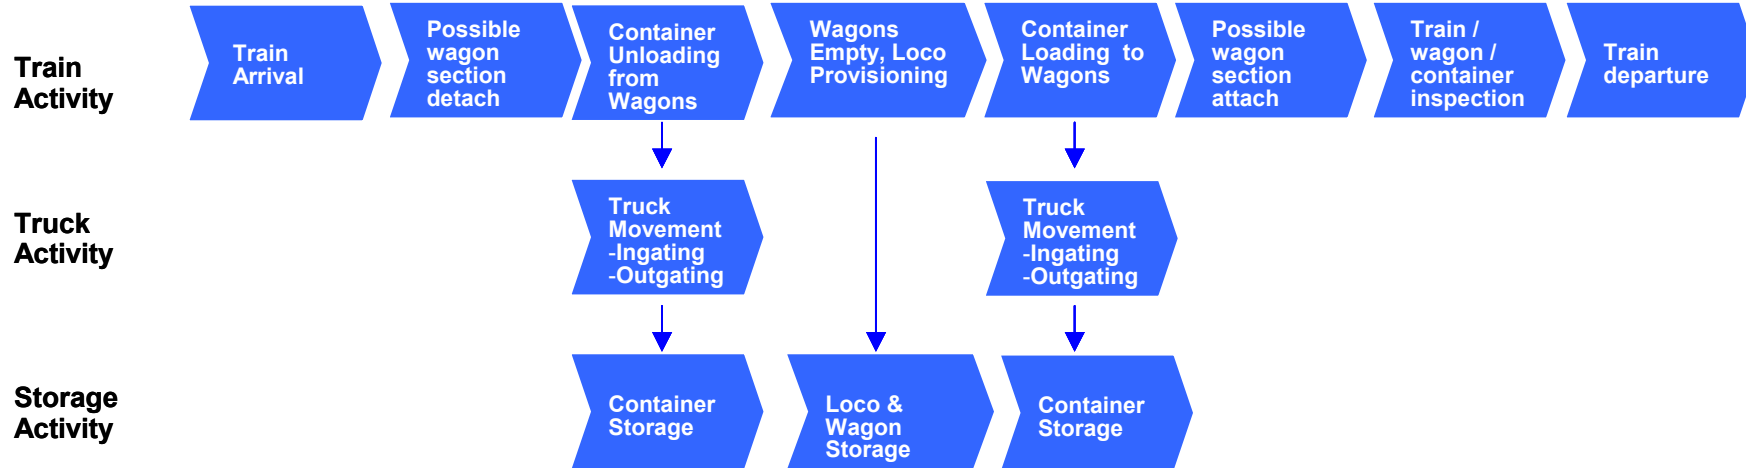 Train
Activity
Train
Arrival
Possible
wagon
section
detach
Container
Unloading
from
Wagons
Wagons
Empty, Loco
Provisioning
Container
Loading to
Wagons
Possible
wagon
section
attach
Train /
wagon /
container
inspection
Train
departure
Truck
Activity
Truck
Movement
-Ingating
-Outgating
Truck
Movement
-Ingating
-Outgating
Storage
Activity
Container
Storage
Loco &
Wagon
Storage
Container
Storage